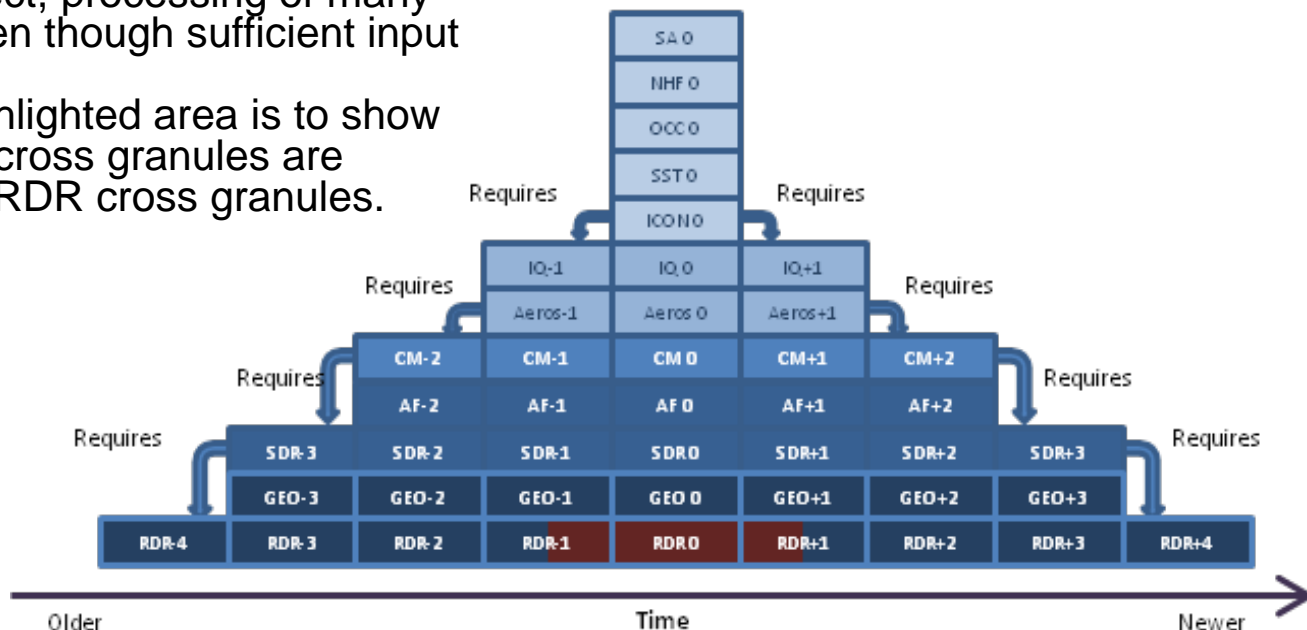 ct, processing of many
en though sufficient input
hlighted area is to show
cross granules are
RDR cross granules.
SA 0
NHF 0
OCC 0
SST 0
Requires Requires
ICON 0
IQ-1 IQ 0 IQ+1
Requires Requires
Aeros-1 Aeros 0 Aeros+1
CM-2 CM-1 CM 0 CM+1 CM+2
Requires Requires
AF-2 AF-1 AF 0 AF+1 AF+2
Requires Requires
SDR-3 SDR-2 SDR-1 SDR0 SDR+1 SDR+2 SDR+3
GEO-3 GEO-2 GEO-1 GEO 0 GEO+1 GEO+2 GEO+3
RDR-4 RDR-3 RDR-2 RDR-1 RDR0 RDR+1 RDR+2 RDR+3 RDR+4
Older Time Newer